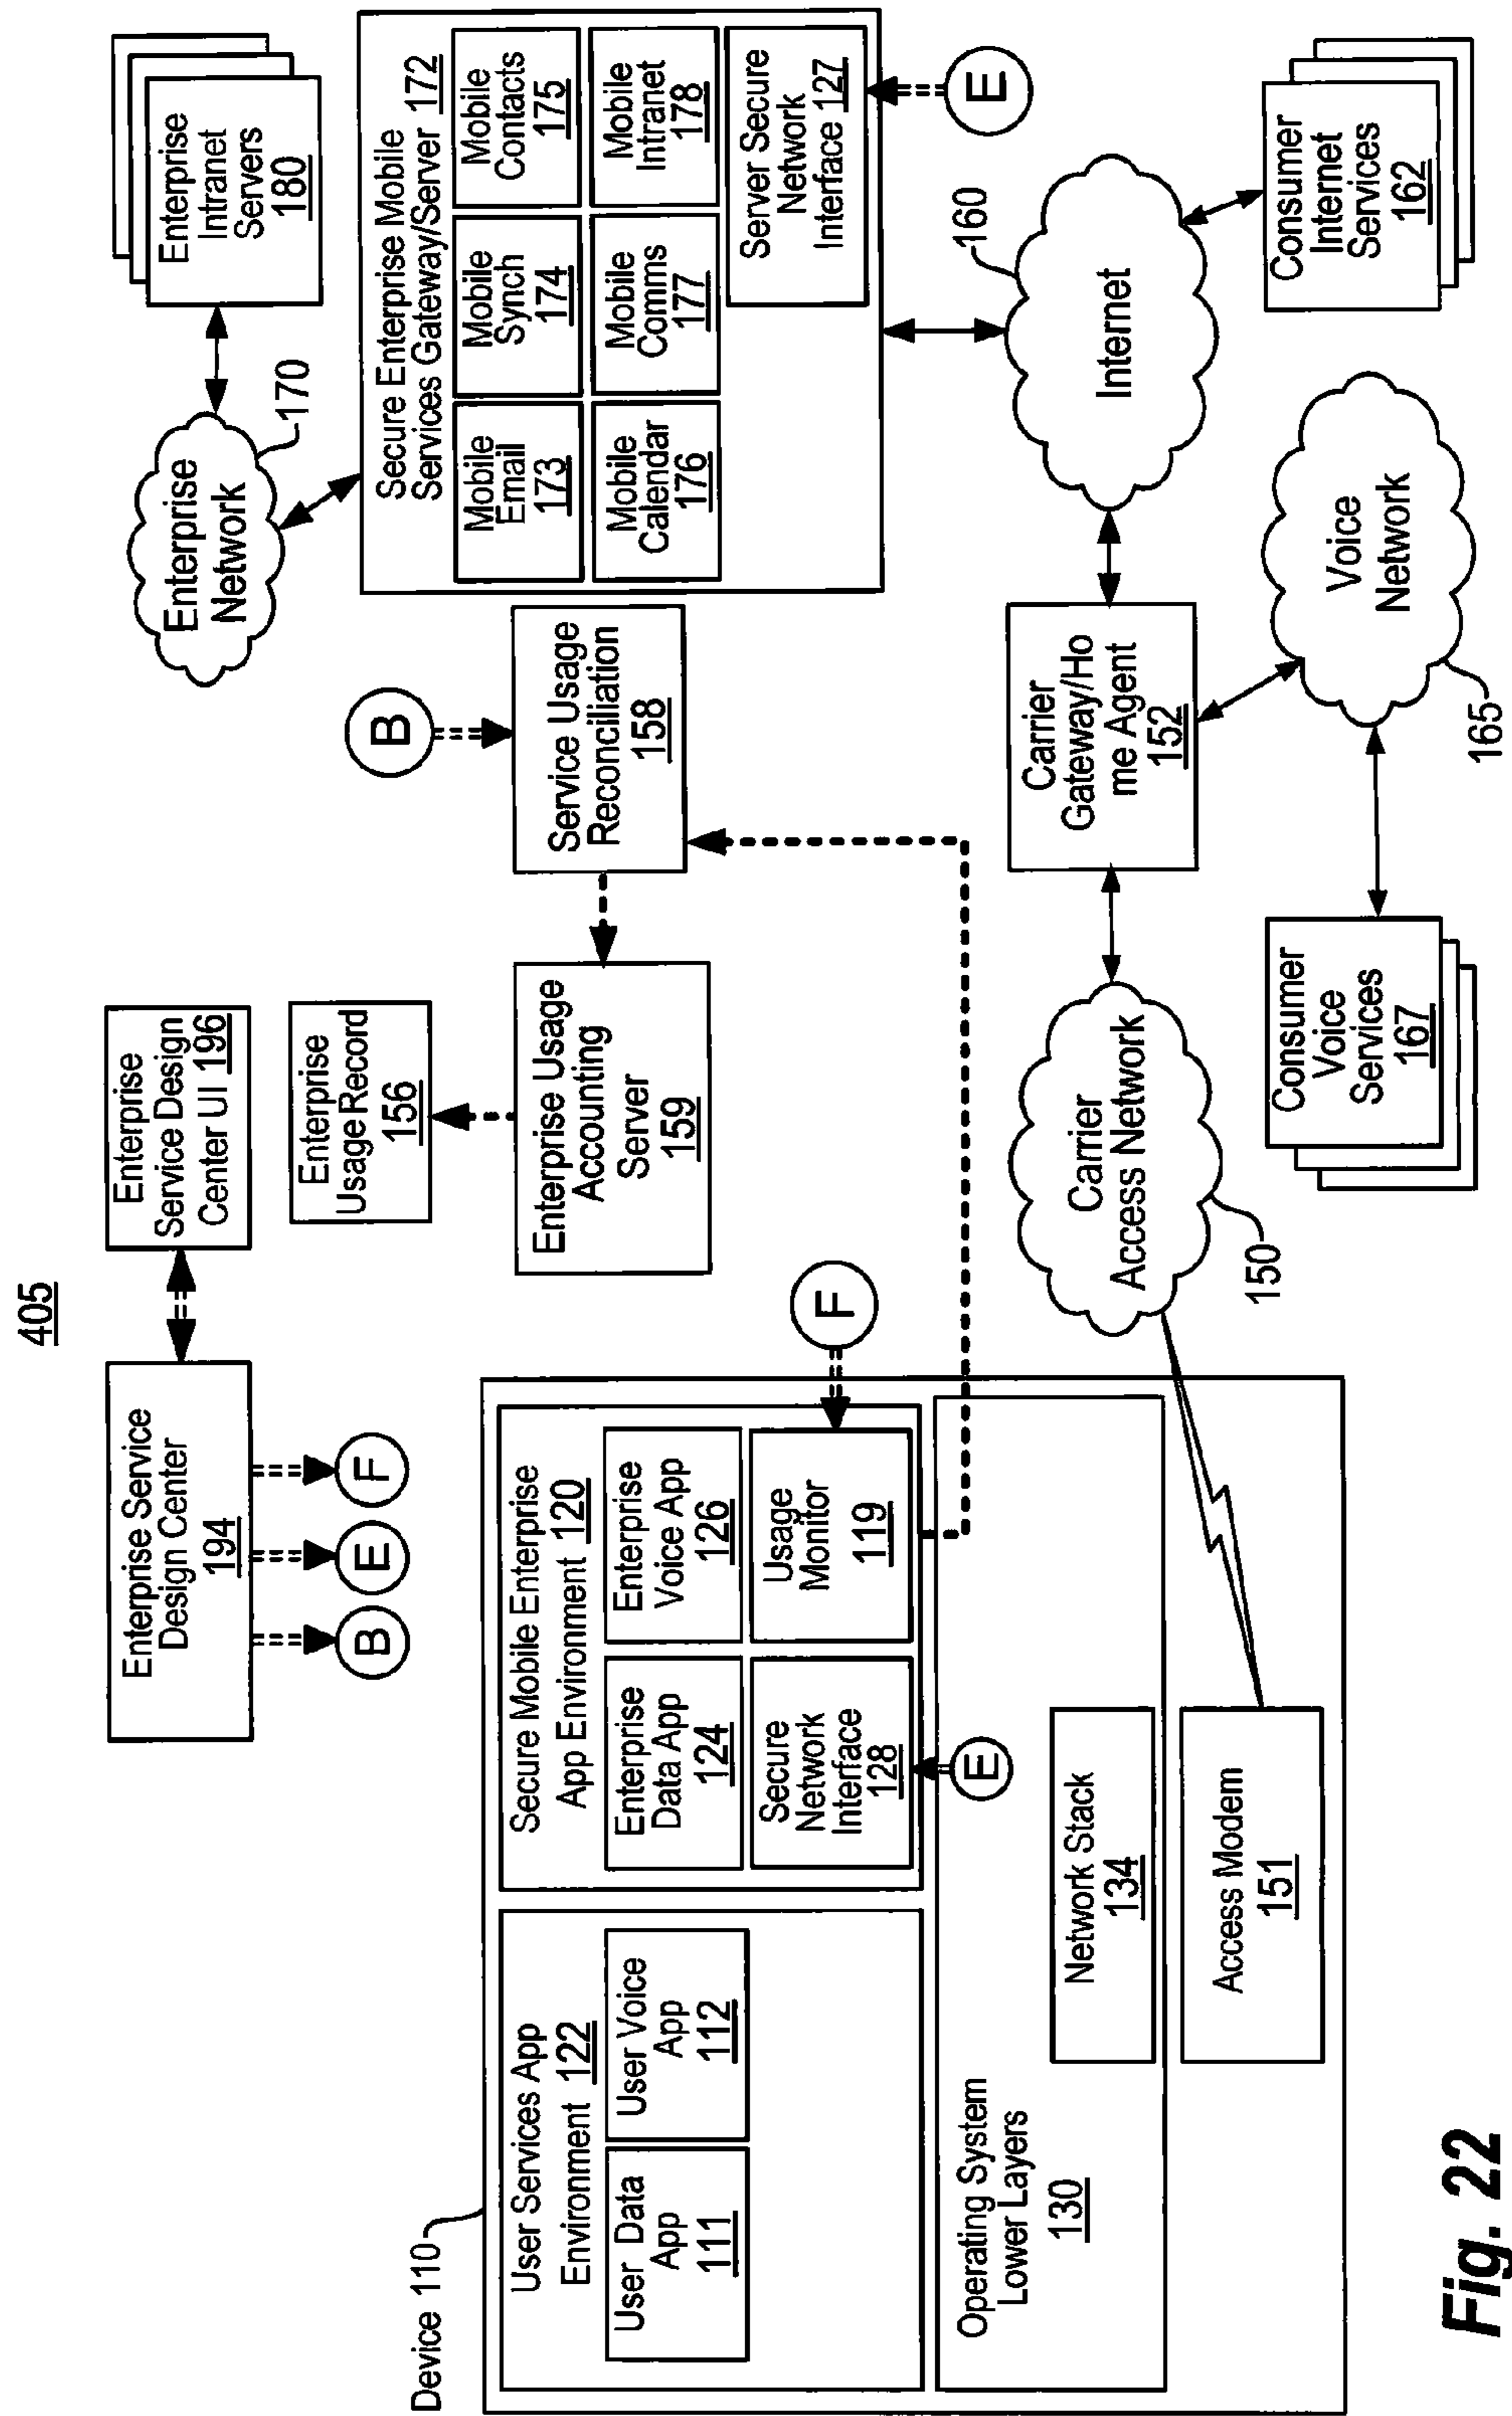 405
Enterprise Service
Design Center
194
Enterprise
Service Design
Center UI 196
B
E
F
Enterprise
Usage Record
156
Enterprise Usage
Accounting
Server
159
B
Service Usage
Reconciliation
158
Enterprise
Network
170
Enterprise
Intranet
Servers
180
Secure Enterprise Mobile
Services Gateway/Server 172
Mobile
Email
173
Mobile
Synch
174
Mobile
Contacts
175
Mobile
Calendar
176
Mobile
Comms
177
Mobile
Intranet
178
Server Secure
Network
Interface 127
E
Device 110
User Services App
Environment 122
User Data
App
111
User Voice
App
112
Secure Mobile Enterprise
App Environment 120
Enterprise
Data App
124
Enterprise
Voice App
126
Secure
Network
Interface
128
Usage
Monitor
119
F
E
Operating System
Lower Layers
130
Network Stack
134
Access Modem
151
Carrier
Access Network
150
Carrier
Gateway/Ho
me Agent
152
Internet
160
Consumer
Internet
Services
162
Voice
Network
165
Consumer
Voice
Services
167
Fig. 22